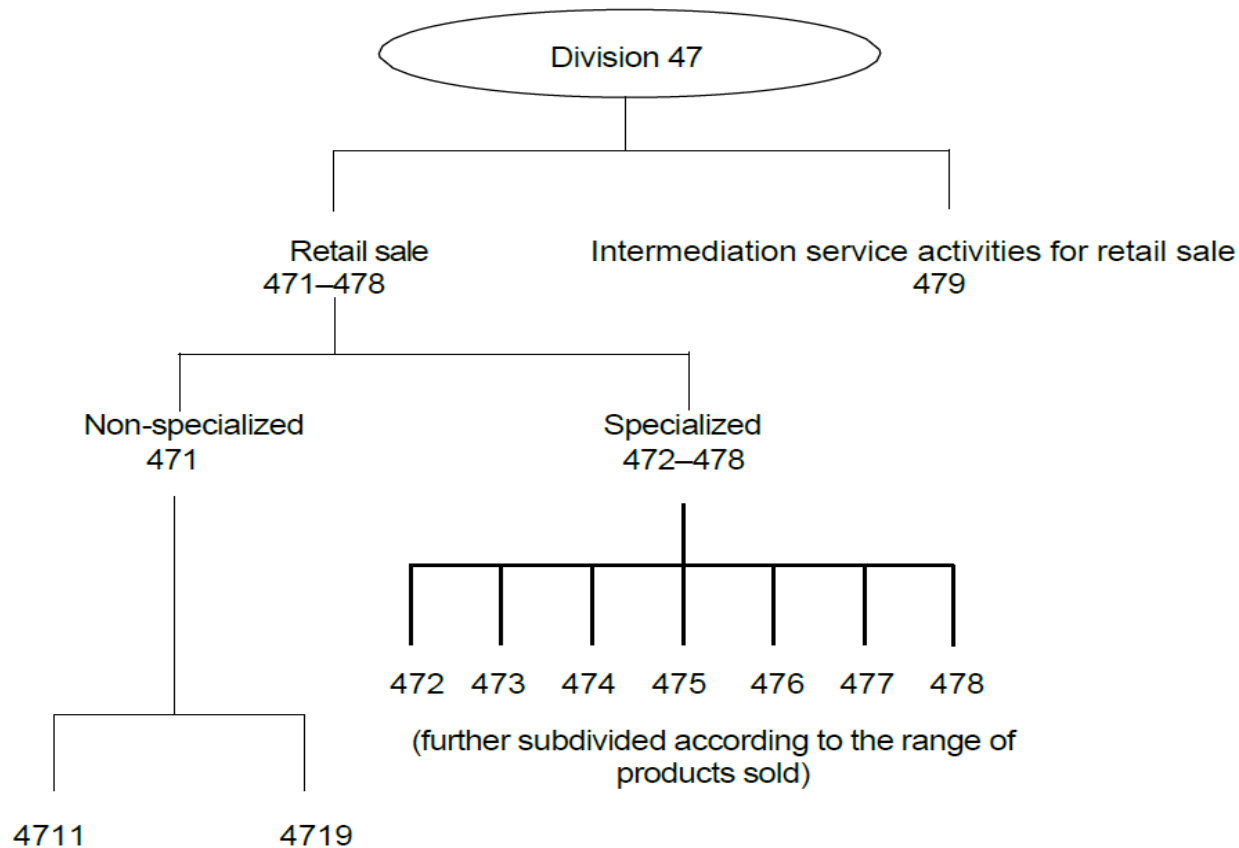 Division 47
Retail sale
471–478
Intermediation service activities for retail sale
479
Non-specialized
471
Specialized
472–478
472 473 474 475 476 477 478
(further subdivided according to the range of
products sold)
4711 4719